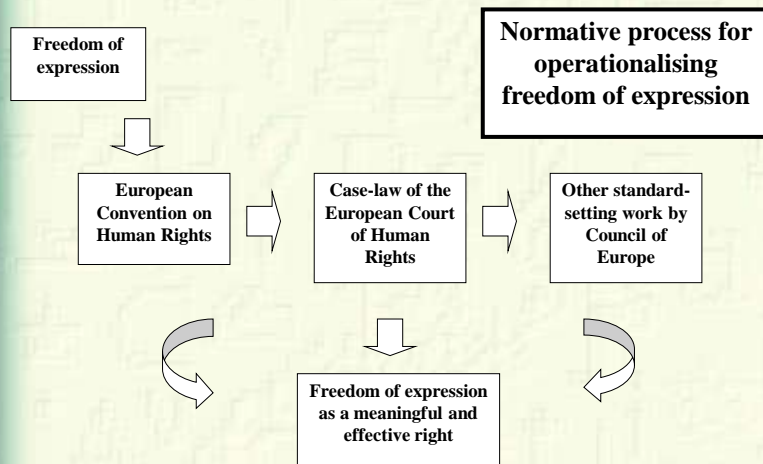 Normative process for
operationalising
freedom of expression
Freedom of
expression
European
Convention on
Human Rights
Case-law of the
European Court
of Human
Rights
Other standard-
setting work by
Council of
Europe
Freedom of expression
as a meaningful and
effective right